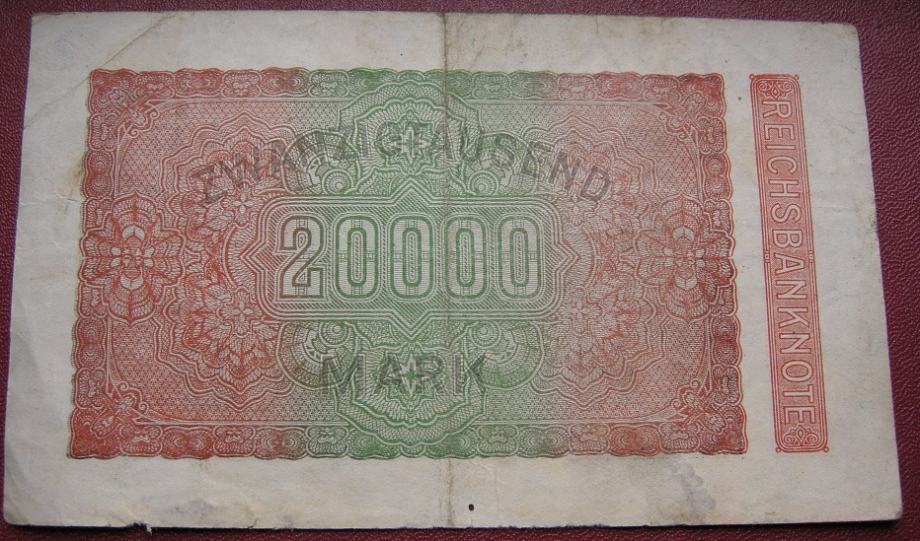 ZWANZIGTAUSEND
20000
MARK
REICHSBANKNOTE